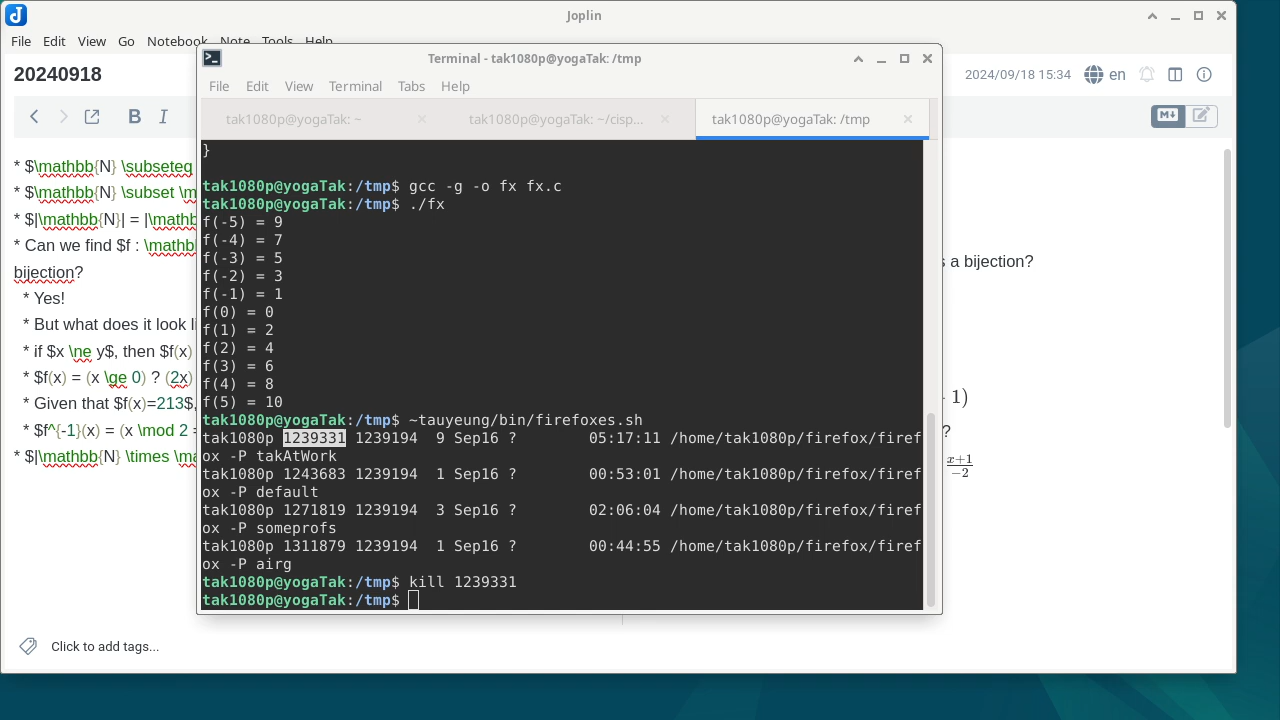 Joplin
File Edit View Go Notebook Note Tools Help
20240918
2024/09/18 15:34 en
Terminal - tak1080p@yogaTak: /tmp
File Edit View Terminal Tabs Help
tak1080p@yogaTak: ~
tak1080p@yogaTak: ~/cisp...
tak1080p@yogaTak: /tmp
B I
M
* $\mathbb{N} \subseteq
* $\mathbb{N} \subset \m
* $|\mathbb{N}| = |\mathb
* Can we find $f : \mathb
bijection?
* Yes!
* But what does it look li
* if $x \ne y$, then $f(x)
* $f(x) = (x \ge 0) ? (2x)
* Given that $f(x)=213$,
* $f^{-1}(x) = (x \mod 2 =
* $|\mathbb{N} \times \ma
}
tak1080p@yogaTak:/tmp$ gcc -g -o fx fx.c
tak1080p@yogaTak:/tmp$ ./fx
f(-5) = 9
f(-4) = 7
f(-3) = 5
f(-2) = 3
f(-1) = 1
f(0) = 0
f(1) = 2
f(2) = 4
f(3) = 6
f(4) = 8
f(5) = 10
tak1080p@yogaTak:/tmp$ ~tauyeung/bin/firefoxes.sh
tak1080p 1239331 1239194 9 Sep16 ? 05:17:11 /home/tak1080p/firefox/firef
ox -P takAtWork
tak1080p 1243683 1239194 1 Sep16 ? 00:53:01 /home/tak1080p/firefox/firef
ox -P default
tak1080p 1271819 1239194 3 Sep16 ? 02:06:04 /home/tak1080p/firefox/firef
ox -P someprofs
tak1080p 1311879 1239194 1 Sep16 ? 00:44:55 /home/tak1080p/firefox/firef
ox -P airg
tak1080p@yogaTak:/tmp$ kill 1239331
tak1080p@yogaTak:/tmp$
s a bijection?
- 1)
?
x+1
−2
Click to add tags...